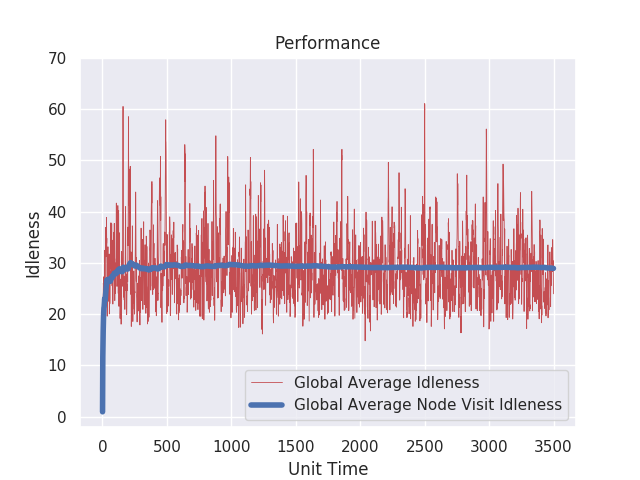 Performance
70
60
50
40
30
20
10
0
Idleness
Global Average Idleness
Global Average Node Visit Idleness
0 500 1000 1500 2000 2500 3000 3500
Unit Time